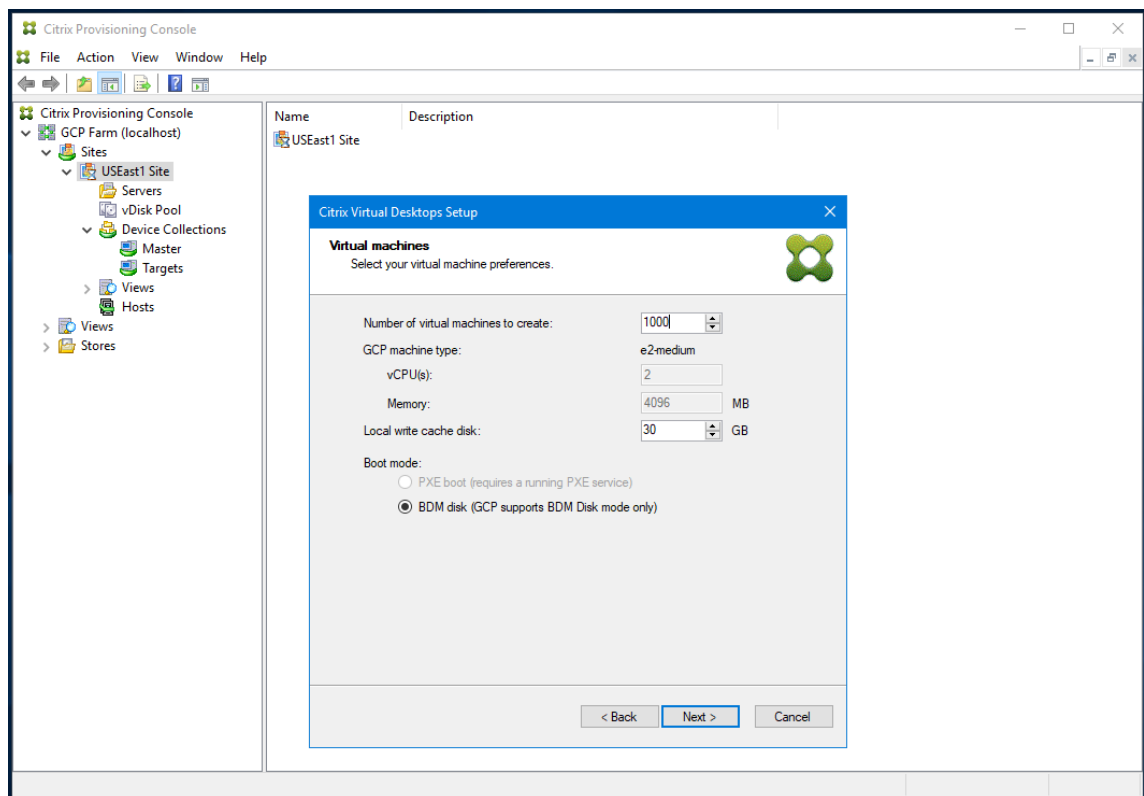 Citrix Provisioning Console
File Action View Window Help
Citrix Provisioning Console
GCP Farm (localhost)
Sites
USEast1 Site
Servers
vDisk Pool
Device Collections
Master
Targets
Views
Hosts
Views
Stores
Name Description
USEast1 Site
Citrix Virtual Desktops Setup
Virtual machines
Select your virtual machine preferences.
Number of virtual machines to create: 1000
GCP machine type: e2-medium
vCPU(s): 2
Memory: 4096 MB
Local write cache disk: 30 GB
Boot mode:
PXE boot (requires a running PXE service)
BDM disk (GCP supports BDM Disk mode only)
< Back Next > Cancel